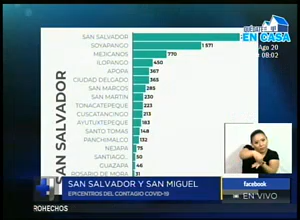 EN CASA
SAN SALVADOR
SOYAPANGO 1 571
Ago 20
MEJICANOS 770
08:02
ILOPANGO 450
APOPA 367
CIUDAD DELGADO 365
SAN MARCOS 285
SAN MARTIN 230
TONACATEPEQUE 223
CUSCATANCINGO 213
AYUTUXTEPEQUE 183
SANTO TOMAS 148
PANCHIMALCO 132
NEJAPA 75
SANTIAGO... 50
GUAZAPA 46
ROSARIO DE MORA 31
SAN SALVADOR
SAN SALVADOR Y SAN MIGUEL
EPICENTROS DEL CONTAGIO COVID-19
facebook
EN VIVO
ROHECHOS